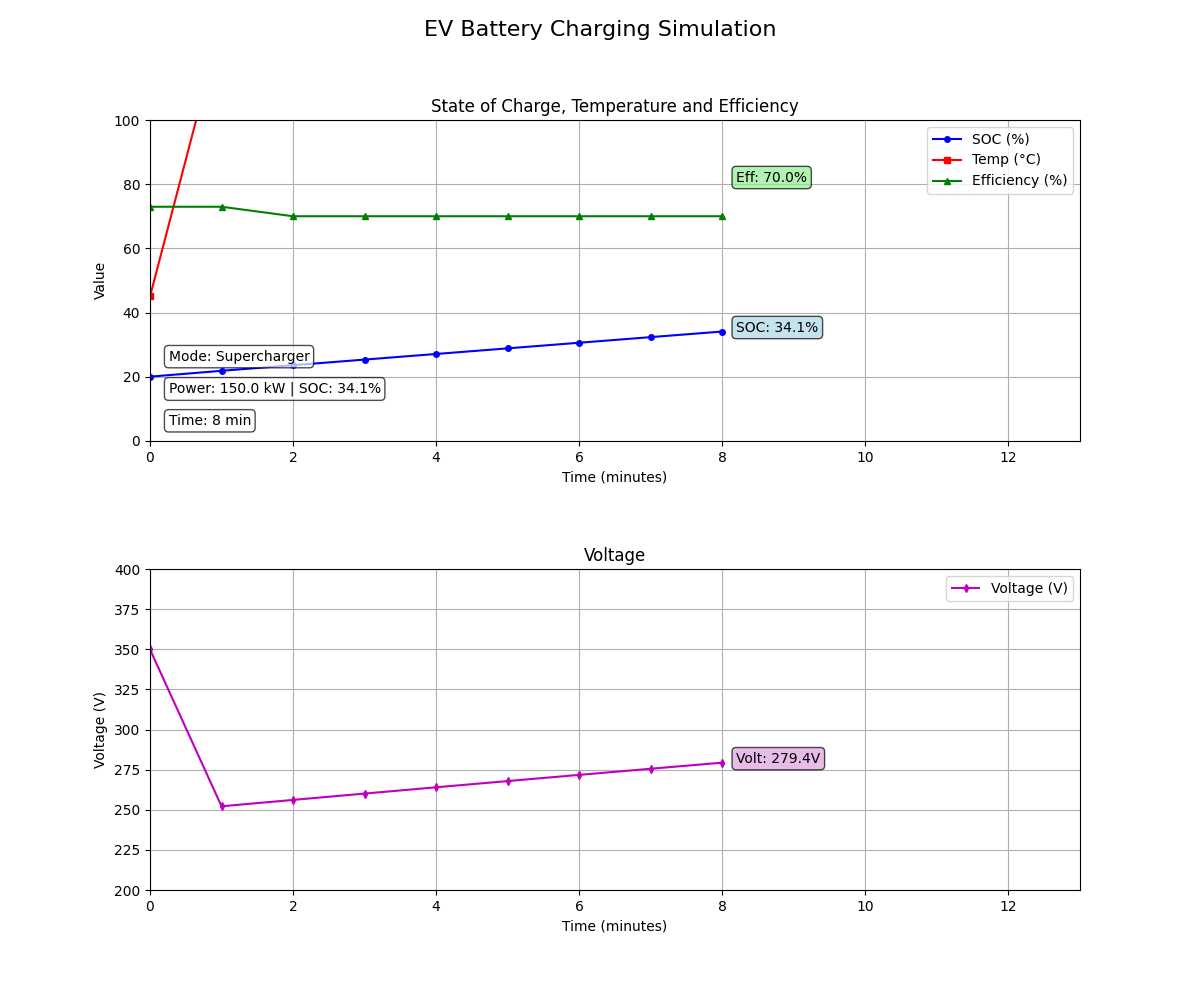 EV Battery Charging Simulation
State of Charge, Temperature and Efficiency
100
80
60
40
20
0
Value
SOC (%)
Temp (°C)
Efficiency (%)
Eff: 70.0%
SOC: 34.1%
Mode: Supercharger
Power: 150.0 kW | SOC: 34.1%
Time: 8 min
0 2 4 6 8 10 12
Time (minutes)
Voltage
400
375
350
325
300
275
250
225
200
Voltage (V)
Voltage (V)
Volt: 279.4V
0 2 4 6 8 10 12
Time (minutes)